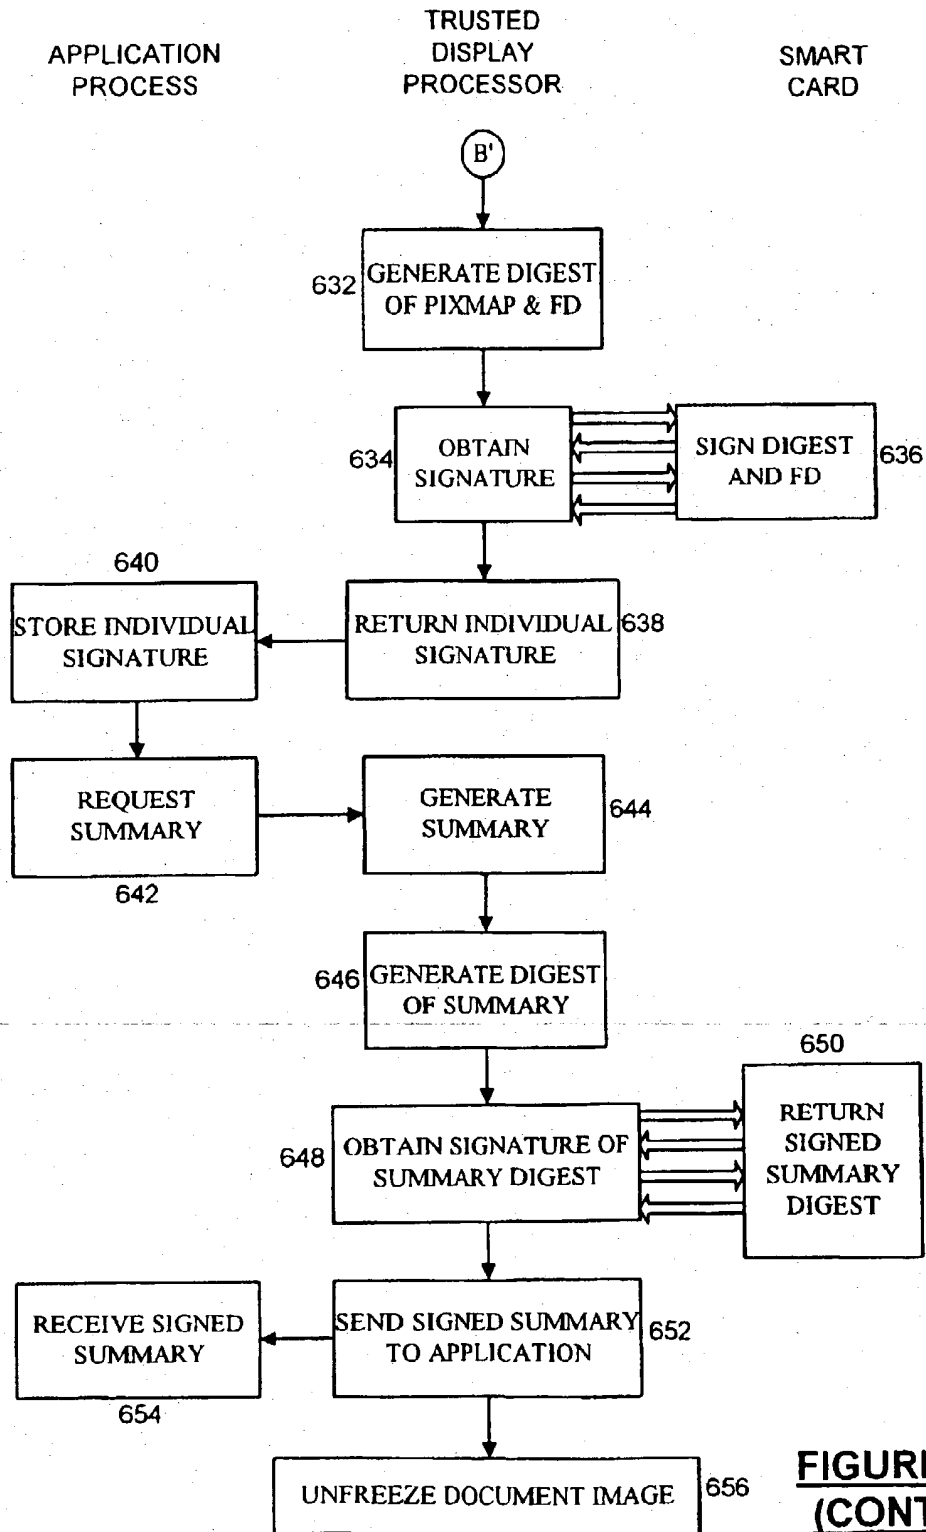 APPLICATION
PROCESS
TRUSTED
DISPLAY
PROCESSOR
SMART
CARD
B'
632
GENERATE DIGEST
OF PIXMAP & FD
634
OBTAIN
SIGNATURE
SIGN DIGEST
AND FD
636
640
STORE INDIVIDUAL
SIGNATURE
RETURN INDIVIDUAL
SIGNATURE
638
REQUEST
SUMMARY
642
GENERATE
SUMMARY
644
646
GENERATE DIGEST
OF SUMMARY
648
OBTAIN SIGNATURE OF
SUMMARY DIGEST
650
RETURN
SIGNED
SUMMARY
DIGEST
RECEIVE SIGNED
SUMMARY
654
SEND SIGNED SUMMARY
TO APPLICATION
652
UNFREEZE DOCUMENT IMAGE
656
FIGURE
(CONT